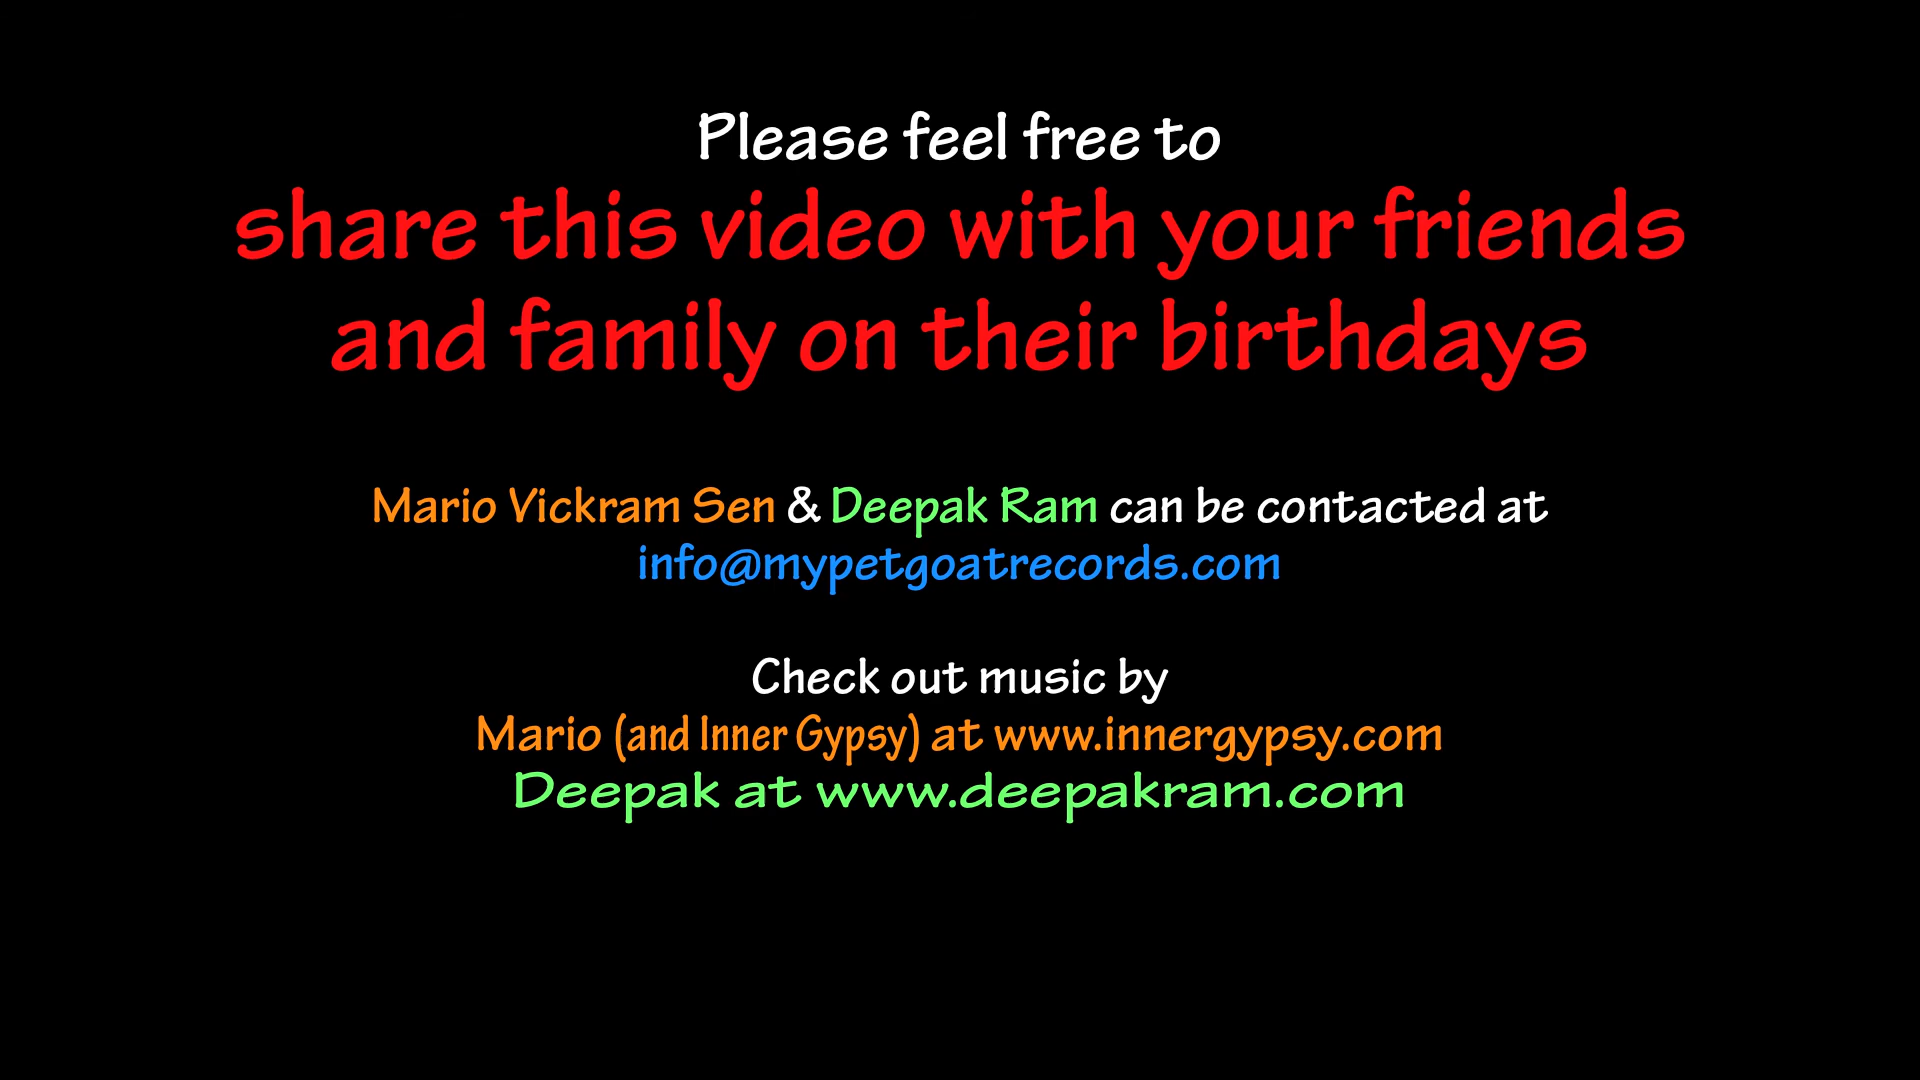 Please feel free to
share this video with your friends
and family on their birthdays
Mario Vickram Sen & Deepak Ram can be contacted at
info@mypetgoatrecords.com
Check out music by
Mario (and Inner Gypsy) at www.innergypsy.com
Deepak at www.deepakram.com